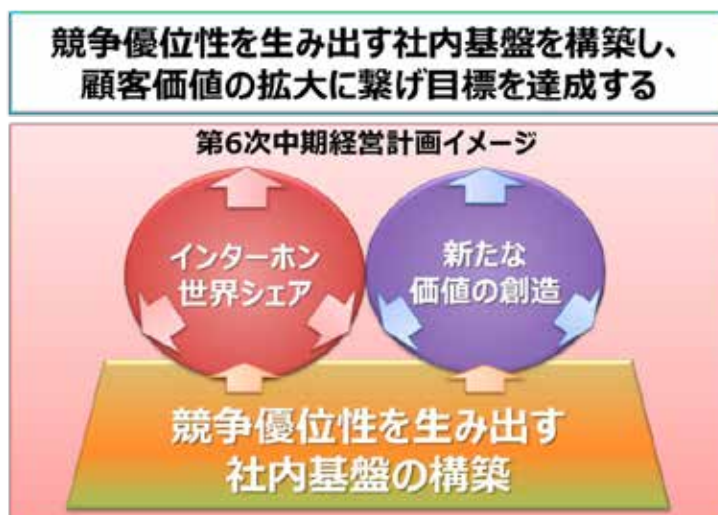 競争優位性を生み出す社内基盤を構築し、
顧客価値の拡大に繋げ目標を達成する
第6次中期経営計画イメージ
インターホン
世界シェア
新たな
価値の創造
競争優位性を生み出す
社内基盤の構築